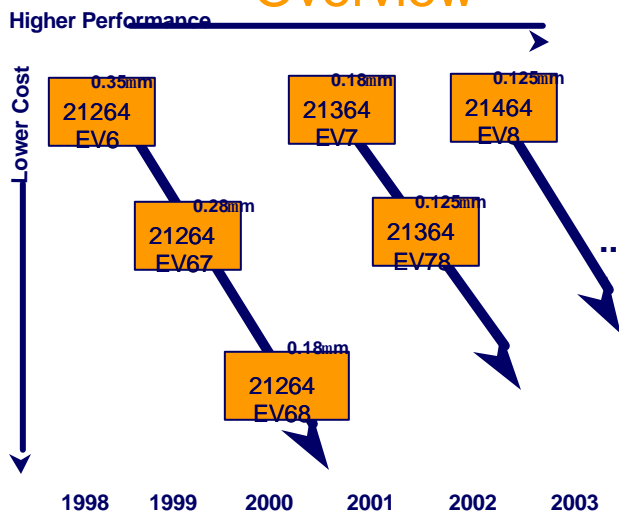 Overview
Higher Performance
Lower Cost
0.35mm
21264
EV6
0.18mm
21364
EV7
0.125mm
21464
EV8
0.28mm
21264
EV67
0.125mm
21364
EV78
...
0.18mm
21264
EV68
1998 1999 2000 2001 2002 2003